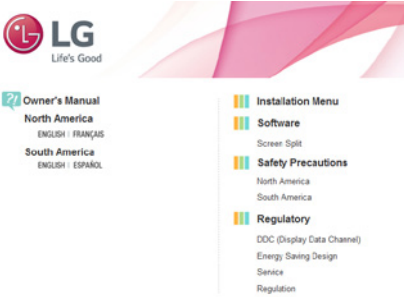 LG
Life's Good
?! Owner's Manual
North America
ENGLISH | FRANÇAIS
South America
ENGLISH | ESPAÑOL
Installation Menu
Software
Screen Split
Safety Precautions
North America
South America
Regulatory
DDC (Display Data Channel)
Energy Saving Design
Service
Regulation